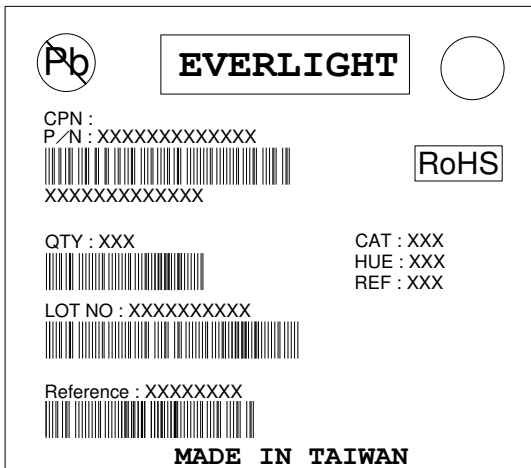 Pb
EVERLIGHT
CPN :
P/N : XXXXXXXXXXXXX
RoHS
XXXXXXXXXXXXX
QTY : XXX
CAT : XXX
HUE : XXX
LOT NO : XXXXXXXXXX
REF : XXX
Reference : XXXXXXXX
MADE IN TAIWAN